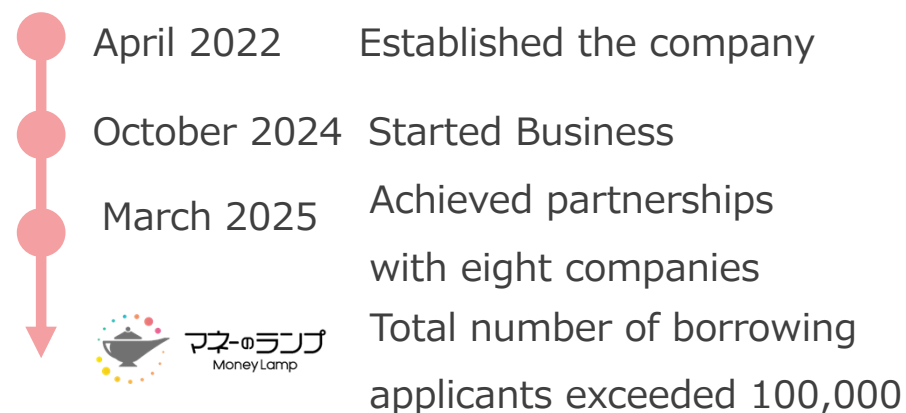 April 2022 Established the company
October 2024 Started Business
March 2025 Achieved partnerships
with eight companies
マネーのランプ
Money Lamp
Total number of borrowing
applicants exceeded 100,000